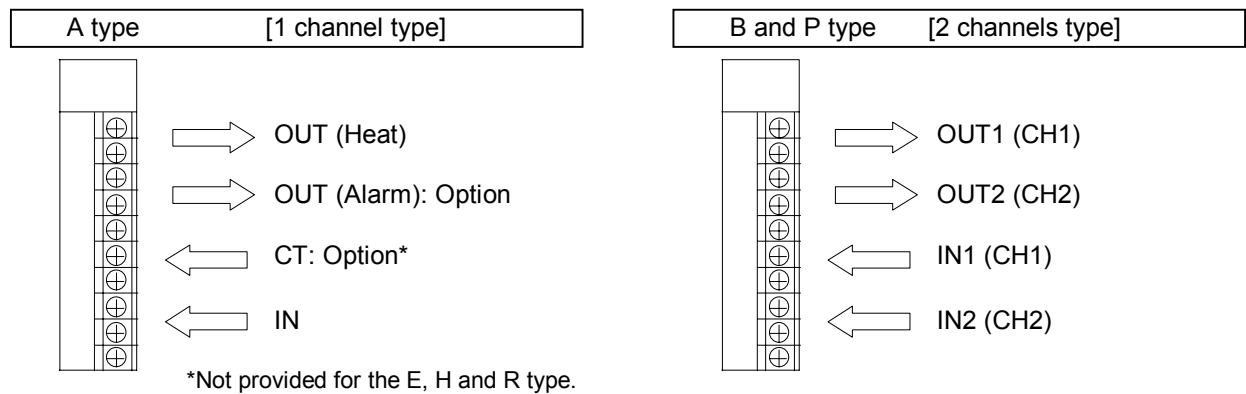 A type [1 channel type]
OUT (Heat)
OUT (Alarm): Option
CT: Option*
IN
*Not provided for the E, H and R type.
B and P type [2 channels type]
OUT1 (CH1)
OUT2 (CH2)
IN1 (CH1)
IN2 (CH2)